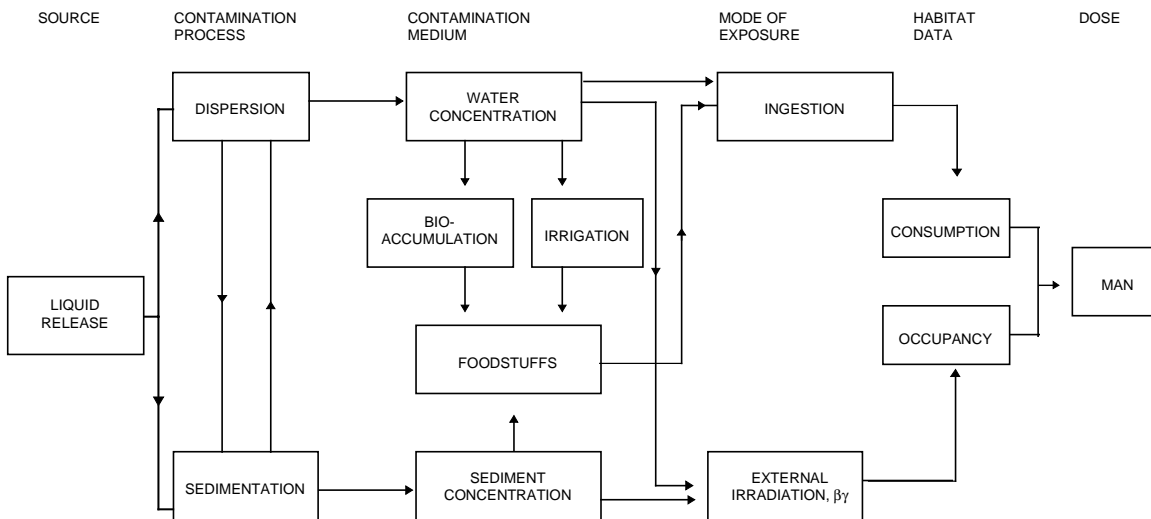 SOURCE
CONTAMINATION
PROCESS
CONTAMINATION
MEDIUM
MODE OF
EXPOSURE
HABITAT
DATA
DOSE
DISPERSION
WATER
CONCENTRATION
INGESTION
BIO-
ACCUMULATION
IRRIGATION
CONSUMPTION
LIQUID
RELEASE
MAN
FOODSTUFFS
OCCUPANCY
SEDIMENTATION
SEDIMENT
CONCENTRATION
EXTERNAL
IRRADIATION, βγ